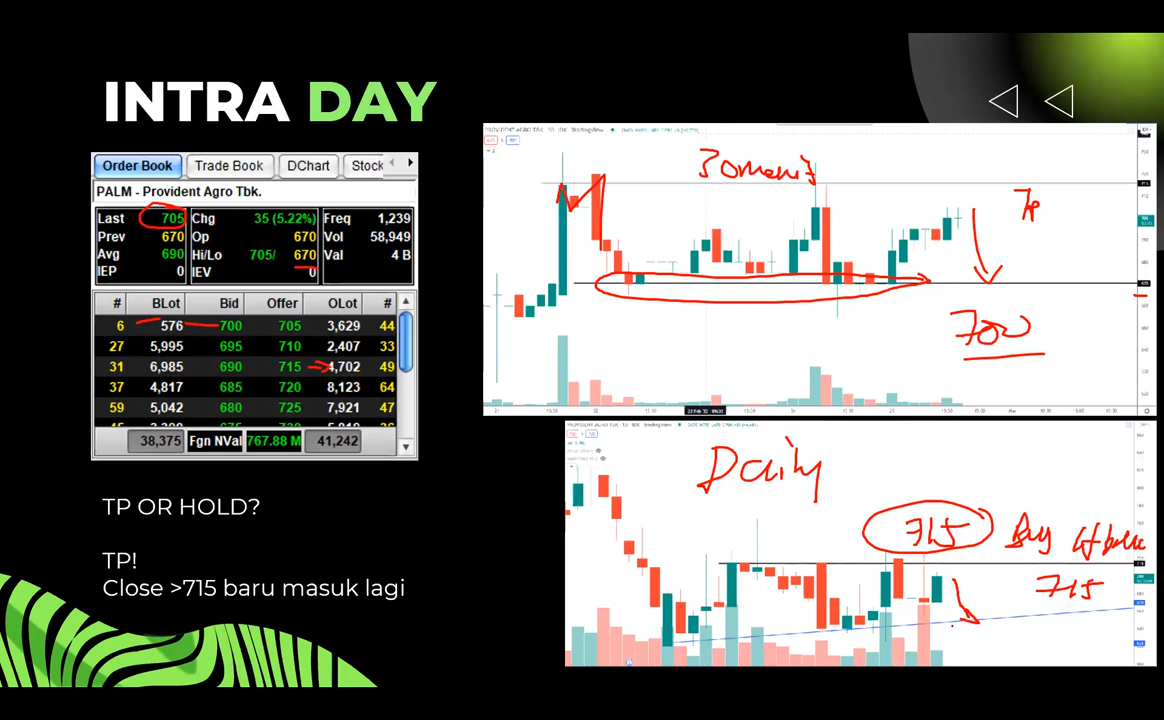 INTRA DAY
Order Book Trade Book DChart Stock
PALM - Provident Agro Tbk.
Last 705 Chg 35 (5.22%) Freq 1,239
Prev 670 Op 670 Vol 58,949
Avg 690 Hi/Lo 705/ 670 Val 4 B
IEP 0 IEV 0
# BLot Bid Offer OLot #
6 576 700 705 3,629 44
27 5,995 695 710 2,407 33
31 6,985 690 715 4,702 49
37 4,817 685 720 8,123 64
59 5,042 680 725 7,921 47
38,375 Fgn NVal 767.88 M 41,242
TP OR HOLD?
TP!
Close >715 baru masuk lagi
30menit
TP
700
Daily
715
Buy if break
715